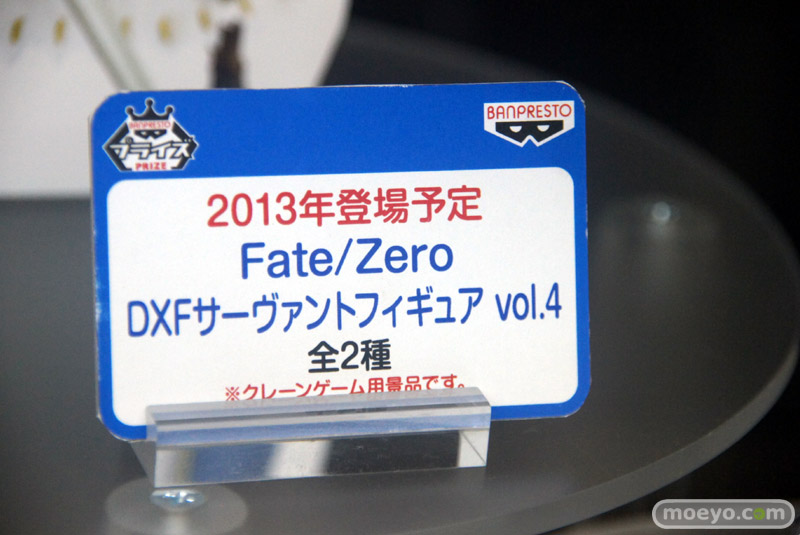 BANPRESTO
プライズ
PRIZE
BANPRESTO
2013年登場予定
Fate/Zero
DXFサーヴァントフィギュア vol.4
全2種
※クレーンゲーム用景品です。
moeyo.com